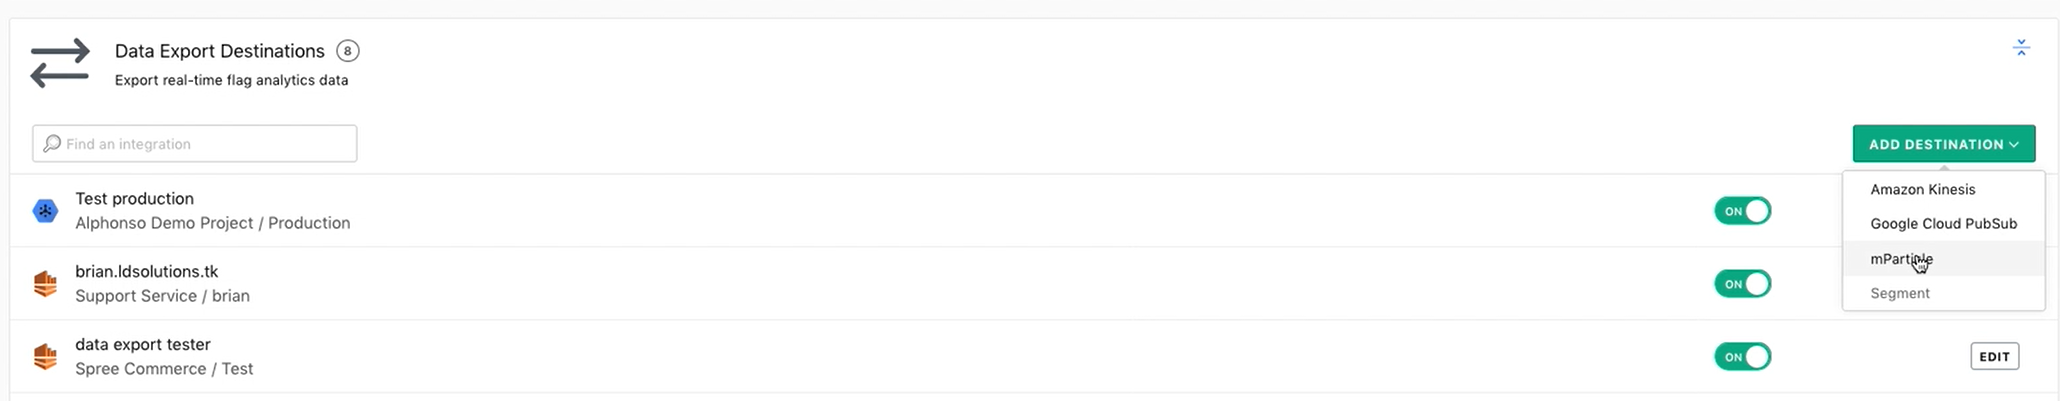 Data Export Destinations 8
Export real-time flag analytics data
Find an integration
ADD DESTINATION
Amazon Kinesis
Google Cloud PubSub
mParticle
Segment
Test production
Alphonso Demo Project / Production
ON
brian.ldsolutions.tk
Support Service / brian
ON
data export tester
Spree Commerce / Test
ON
EDIT